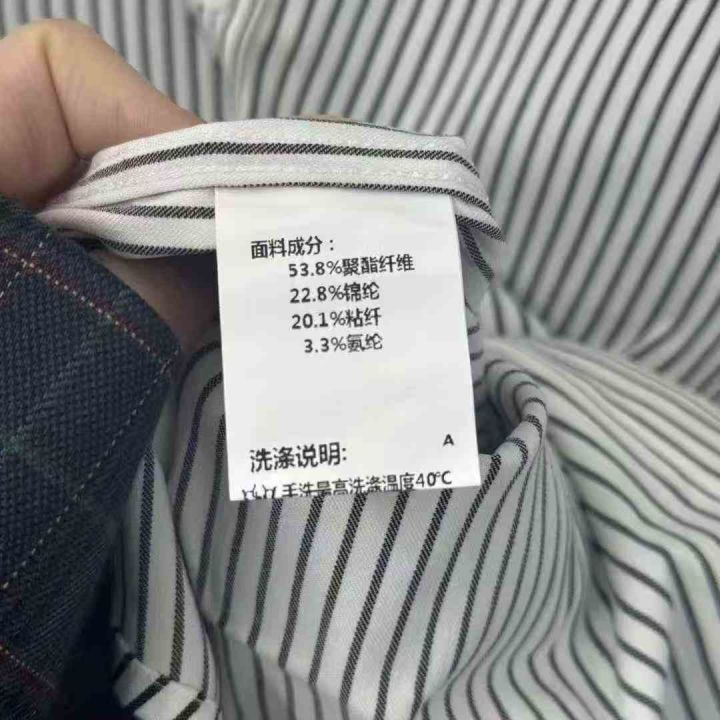 面料成分：
53.8%聚酯纤维
22.8%锦纶
20.1%粘纤
3.3%氨纶
A
洗涤说明:
手洗最高洗涤温度40℃